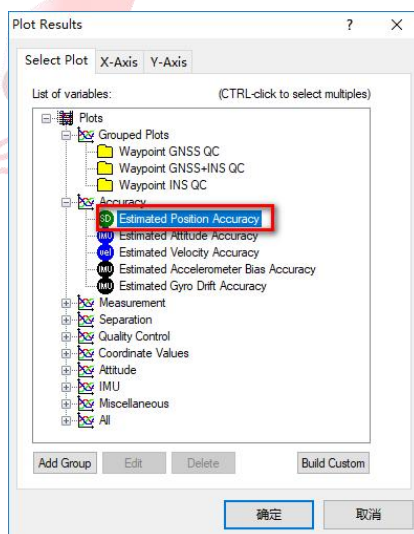 Plot Results ? ×
Select Plot X-Axis Y-Axis
List of variables: (CTRL-click to select multiples)
Plots
Grouped Plots
Waypoint GNSS QC
Waypoint GNSS+INS QC
Waypoint INS QC
Accuracy
SD Estimated Position Accuracy
IMU Estimated Attitude Accuracy
vel Estimated Velocity Accuracy
IMU Estimated Accelerometer Bias Accuracy
IMU Estimated Gyro Drift Accuracy
Measurement
Separation
Quality Control
Coordinate Values
Attitude
IMU
Miscellaneous
All
Add Group Edit Delete Build Custom
确定 取消